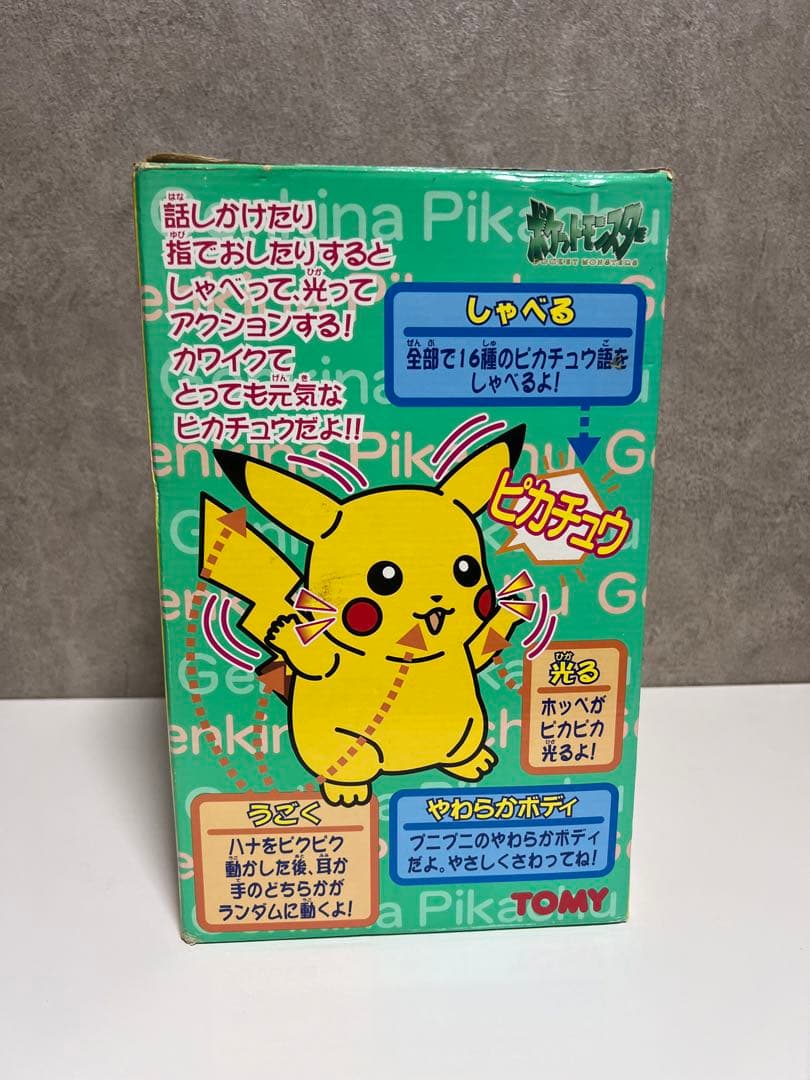 話しかけたり
指でおしたりすると
しゃべって、光って
アクションする!
カワイクて
とっても元気な
ピカチュウだよ!!
ポケットモンスター
POCKET MONSTERS
しゃべる
全部で16種のピカチュウ語を
しゃべるよ!
ピカチュウ
光る
ホッペが
ピカピカ
光るよ!
うごく
ハナをピクピク
動かした後、耳か
手のどちらかが
ランダムに動くよ!
やわらかボディ
プニプニのやわらかボディ
だよ。やさしくさわってね!
TOMY
Genkina Pikachu